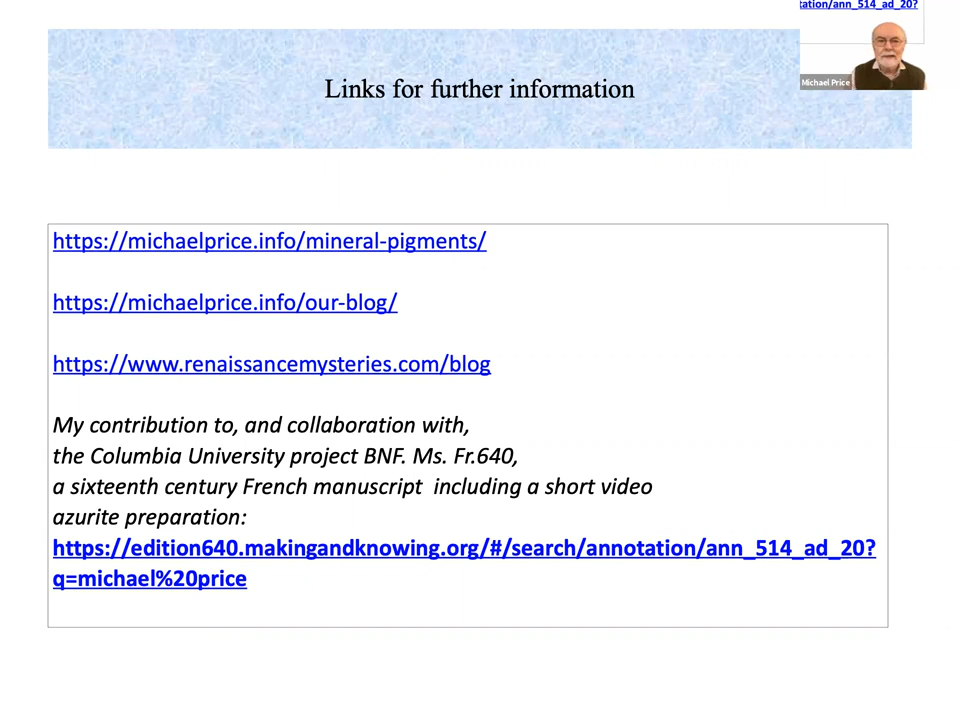 tation/ann_514_ad_20?
Michael Price
Links for further information
https://michaelprice.info/mineral-pigments/
https://michaelprice.info/our-blog/
https://www.renaissancemysteries.com/blog
My contribution to, and collaboration with,
the Columbia University project BNF. Ms. Fr.640,
a sixteenth century French manuscript  including a short video
azurite preparation:
https://edition640.makingandknowing.org/#/search/annotation/ann_514_ad_20?
q=michael%20price